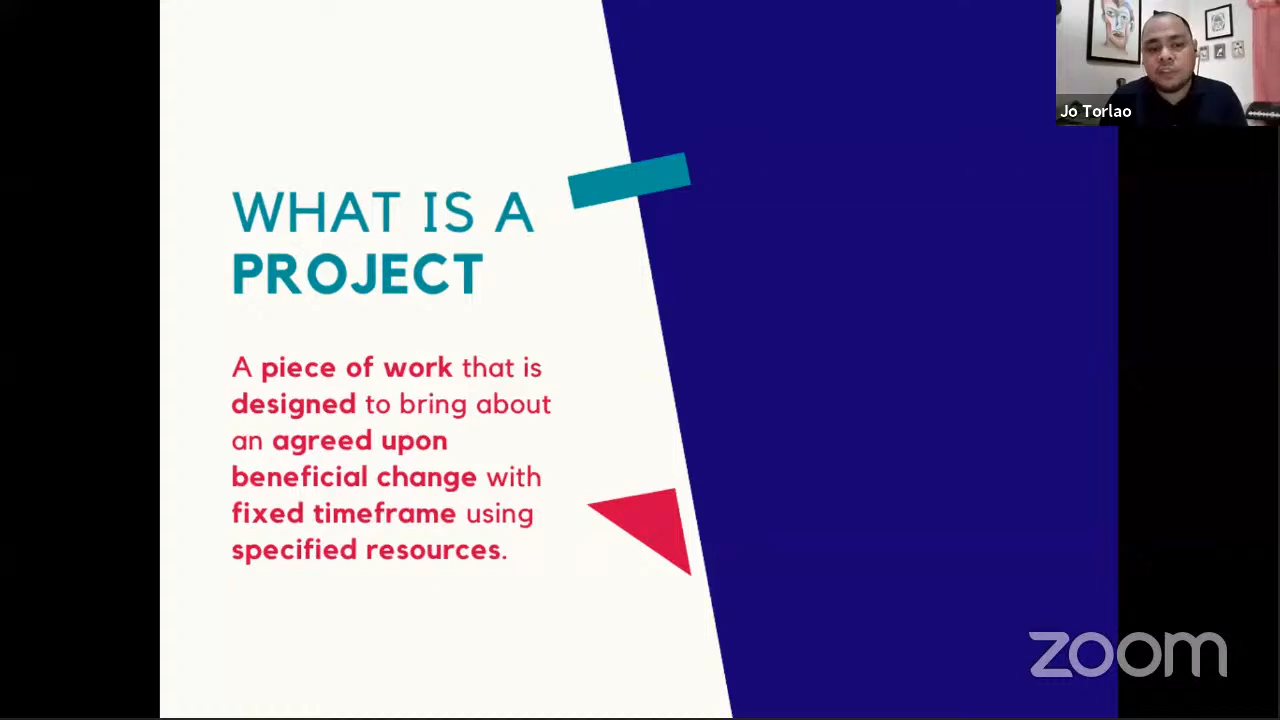 Jo Torlao
WHAT IS A
PROJECT
A piece of work that is
designed to bring about
an agreed upon
beneficial change with
fixed timeframe using
specified resources.
zoom